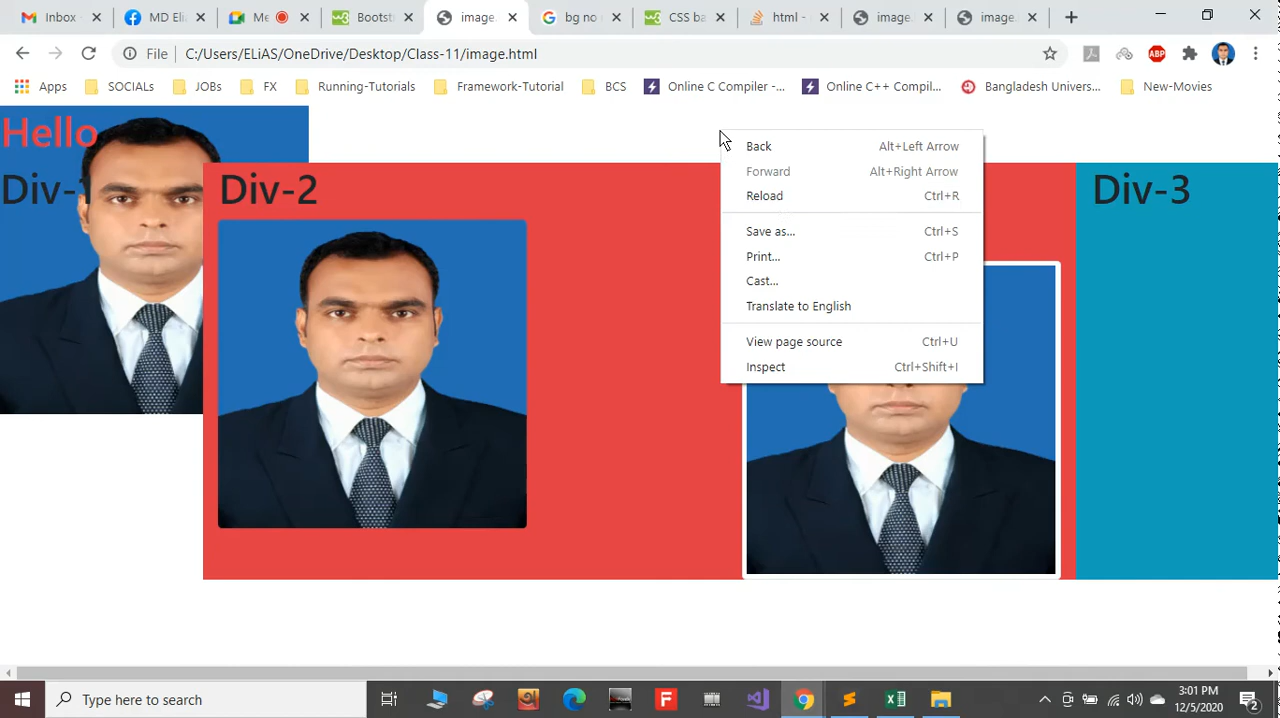 Inbox
MD Eli
Me
Bootst
image.
bg no
CSS ba
html -
image.
image.
File C:/Users/ELiAS/OneDrive/Desktop/Class-11/image.html
ABP
Apps
SOCIALs
JOBs
FX
Running-Tutorials
Framework-Tutorial
BCS
Online C Compiler -...
Online C++ Compil...
Bangladesh Univers...
New-Movies
Hello
Div-1
Div-2
Div-3
Back Alt+Left Arrow
Forward Alt+Right Arrow
Reload Ctrl+R
Save as... Ctrl+S
Print... Ctrl+P
Cast...
Translate to English
View page source Ctrl+U
Inspect Ctrl+Shift+I
Type here to search
3:01 PM
12/5/2020
2